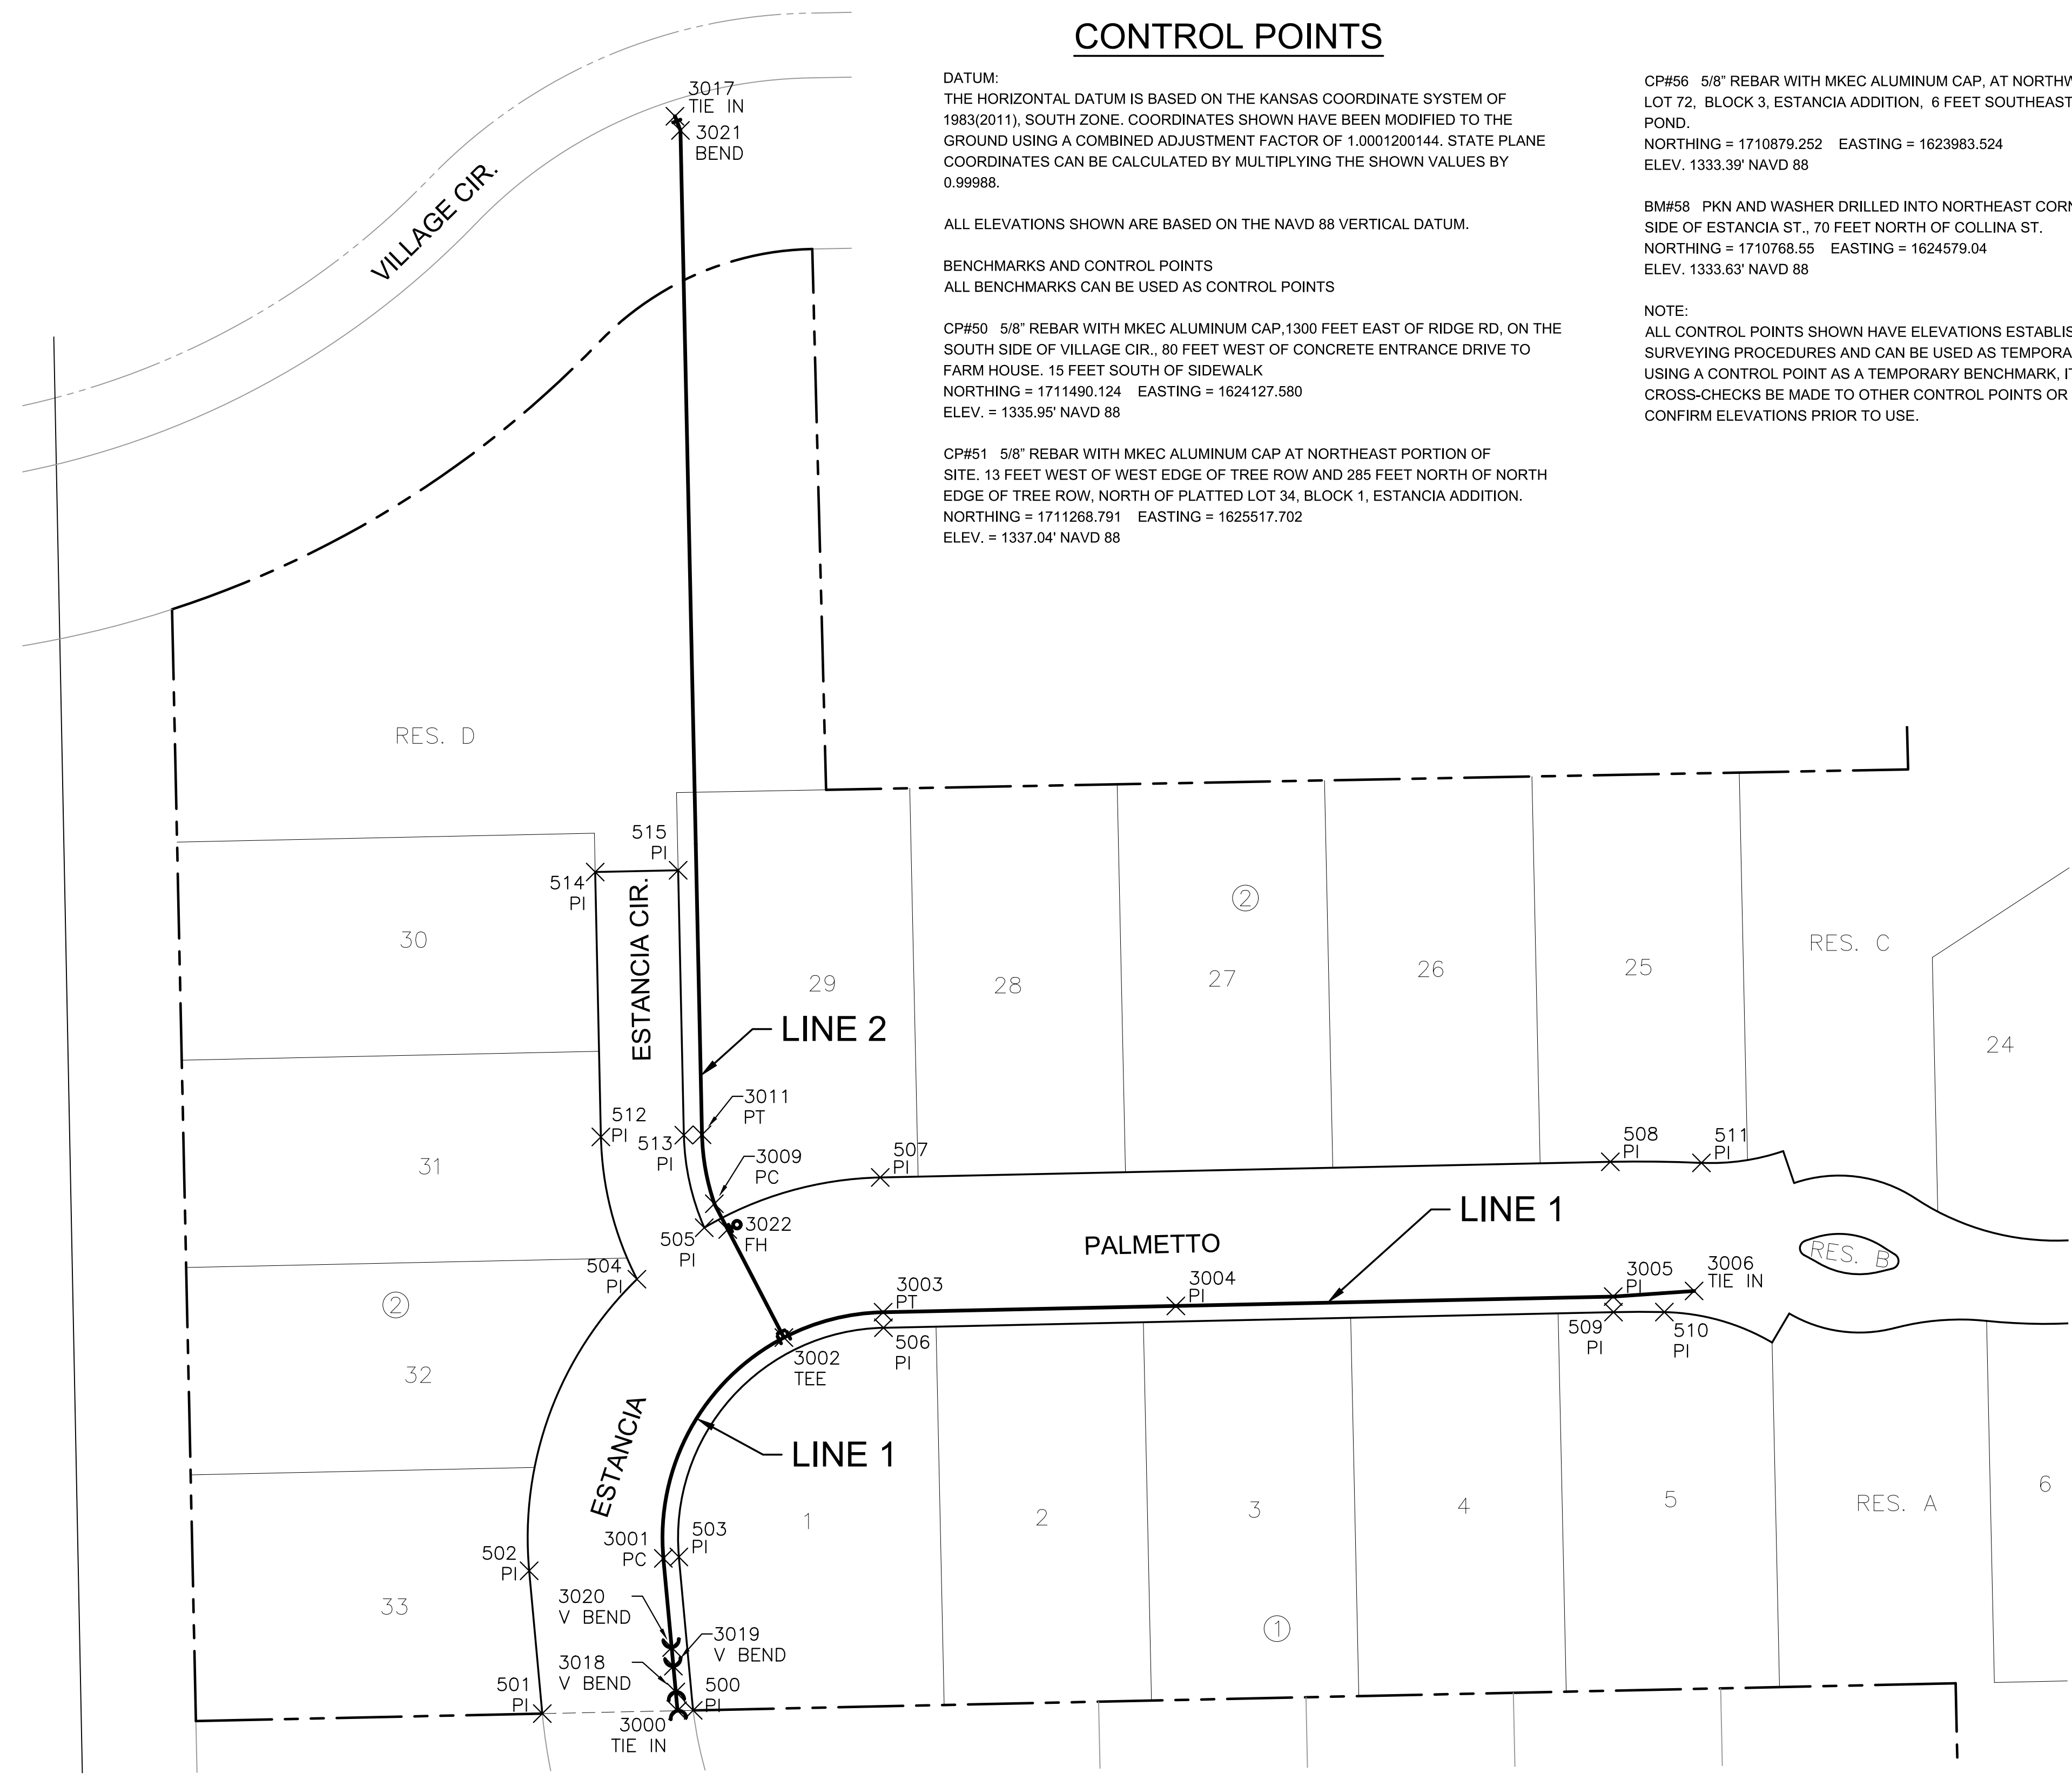 CONTROL POINTS
DATUM:
THE HORIZONTAL DATUM IS BASED ON THE KANSAS COORDINATE SYSTEM OF
1983(2011), SOUTH ZONE. COORDINATES SHOWN HAVE BEEN MODIFIED TO THE
GROUND USING A COMBINED ADJUSTMENT FACTOR OF 1.0001200144. STATE PLANE
COORDINATES CAN BE CALCULATED BY MULTIPLYING THE SHOWN VALUES BY
0.99988.
ALL ELEVATIONS SHOWN ARE BASED ON THE NAVD 88 VERTICAL DATUM.
BENCHMARKS AND CONTROL POINTS
ALL BENCHMARKS CAN BE USED AS CONTROL POINTS
CP#50 5/8" REBAR WITH MKEC ALUMINUM CAP,1300 FEET EAST OF RIDGE RD, ON THE
SOUTH SIDE OF VILLAGE CIR., 80 FEET WEST OF CONCRETE ENTRANCE DRIVE TO
FARM HOUSE. 15 FEET SOUTH OF SIDEWALK
NORTHING = 1711490.124 EASTING = 1624127.580
ELEV. = 1335.95' NAVD 88
CP#51 5/8" REBAR WITH MKEC ALUMINUM CAP AT NORTHEAST PORTION OF
SITE. 13 FEET WEST OF WEST EDGE OF TREE ROW AND 285 FEET NORTH OF NORTH
EDGE OF TREE ROW, NORTH OF PLATTED LOT 34, BLOCK 1, ESTANCIA ADDITION.
NORTHING = 1711268.791 EASTING = 1625517.702
ELEV. = 1337.04' NAVD 88
CP#56 5/8" REBAR WITH MKEC ALUMINUM CAP, AT NORTHW
LOT 72, BLOCK 3, ESTANCIA ADDITION, 6 FEET SOUTHEAST
POND.
NORTHING = 1710879.252 EASTING = 1623983.524
ELEV. 1333.39' NAVD 88
BM#58 PKN AND WASHER DRILLED INTO NORTHEAST CORN
SIDE OF ESTANCIA ST., 70 FEET NORTH OF COLLINA ST.
NORTHING = 1710768.55 EASTING = 1624579.04
ELEV. 1333.63' NAVD 88
NOTE:
ALL CONTROL POINTS SHOWN HAVE ELEVATIONS ESTABLIS
SURVEYING PROCEDURES AND CAN BE USED AS TEMPORA
USING A CONTROL POINT AS A TEMPORARY BENCHMARK, IT
CROSS-CHECKS BE MADE TO OTHER CONTROL POINTS OR
CONFIRM ELEVATIONS PRIOR TO USE.
3017
TIE IN
3021
BEND
VILLAGE CIR.
RES. D
515
PI
514
PI
ESTANCIA CIR.
30
29
28
2
27
26
25
RES. C
24
LINE 2
3011
PT
512
PI
513
PI
3009
PC
507
PI
508
PI
511
PI
31
3022
FH
505
PI
504
PI
LINE 1
PALMETTO
RES. B
3003
PT
3004
PI
3005
PI
3006
TIE IN
2
32
506
PI
509
PI
510
PI
3002
TEE
ESTANCIA
LINE 1
1
2
3
4
5
RES. A
6
3001
PC
503
PI
502
PI
33
3020
V BEND
3019
V BEND
3018
V BEND
1
501
PI
500
PI
3000
TIE IN